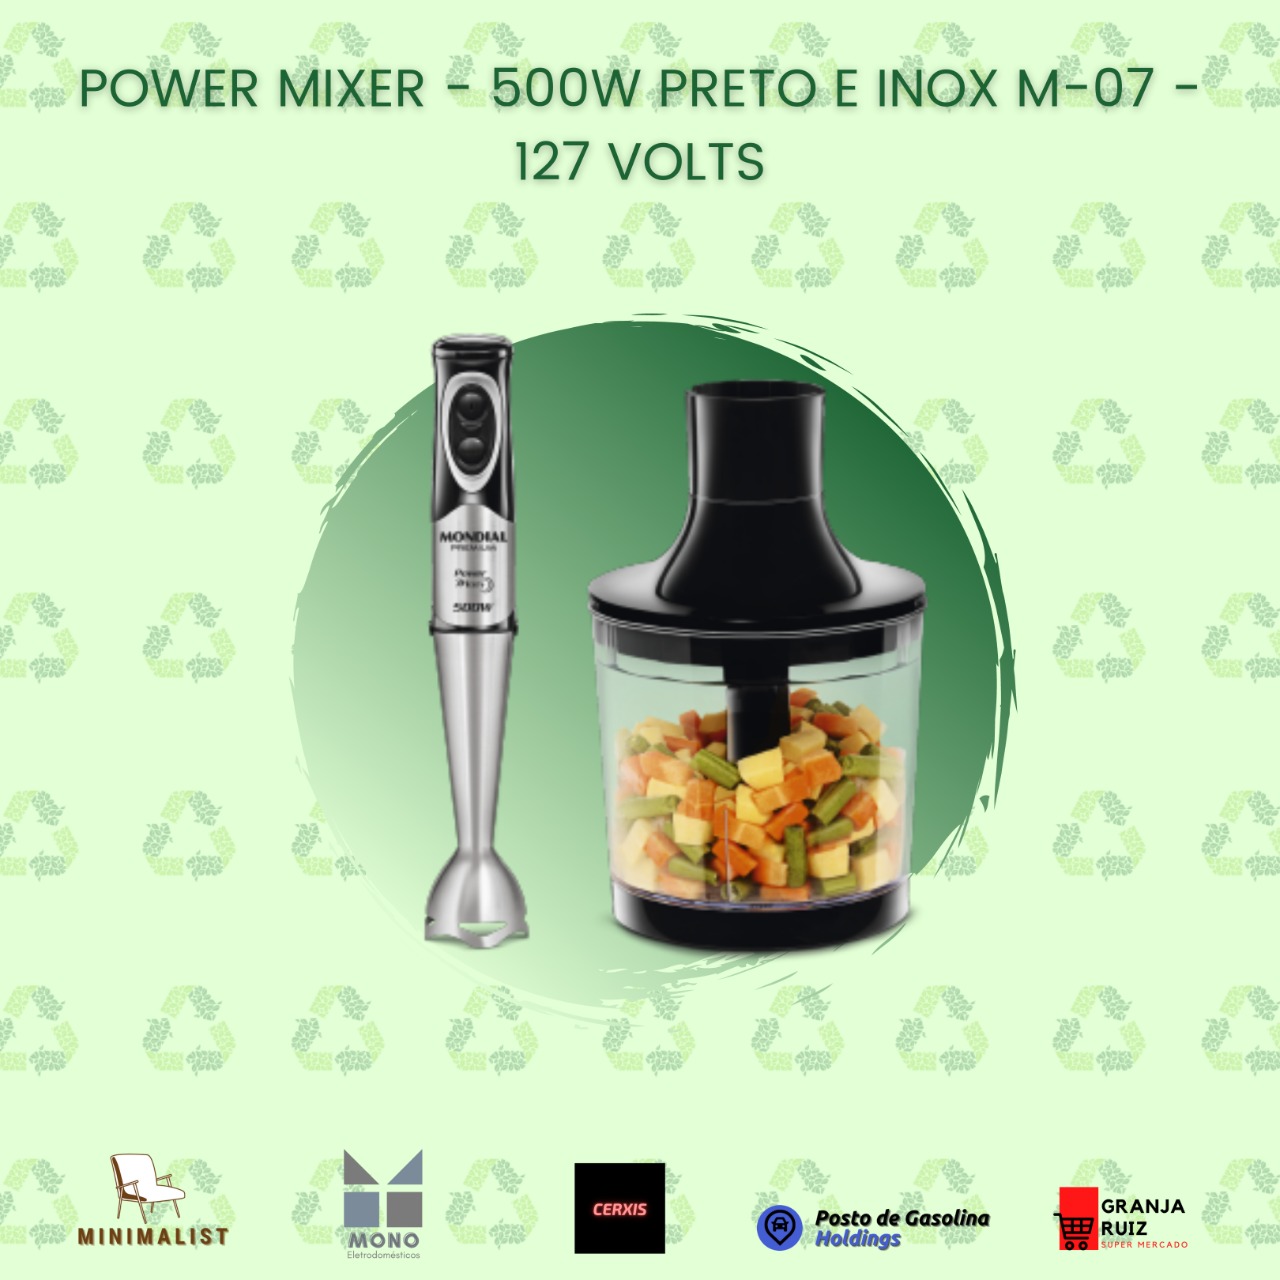 POWER MIXER - 500W PRETO E INOX M-07 -
127 VOLTS
MONDIAL
PREMIUM
Power
500W
MINIMALIST
MONO
Eletrodomésticos
CERXIS
Posto de Gasolina
Holdings
GRANJA
RUIZ
SUPER MERCADO